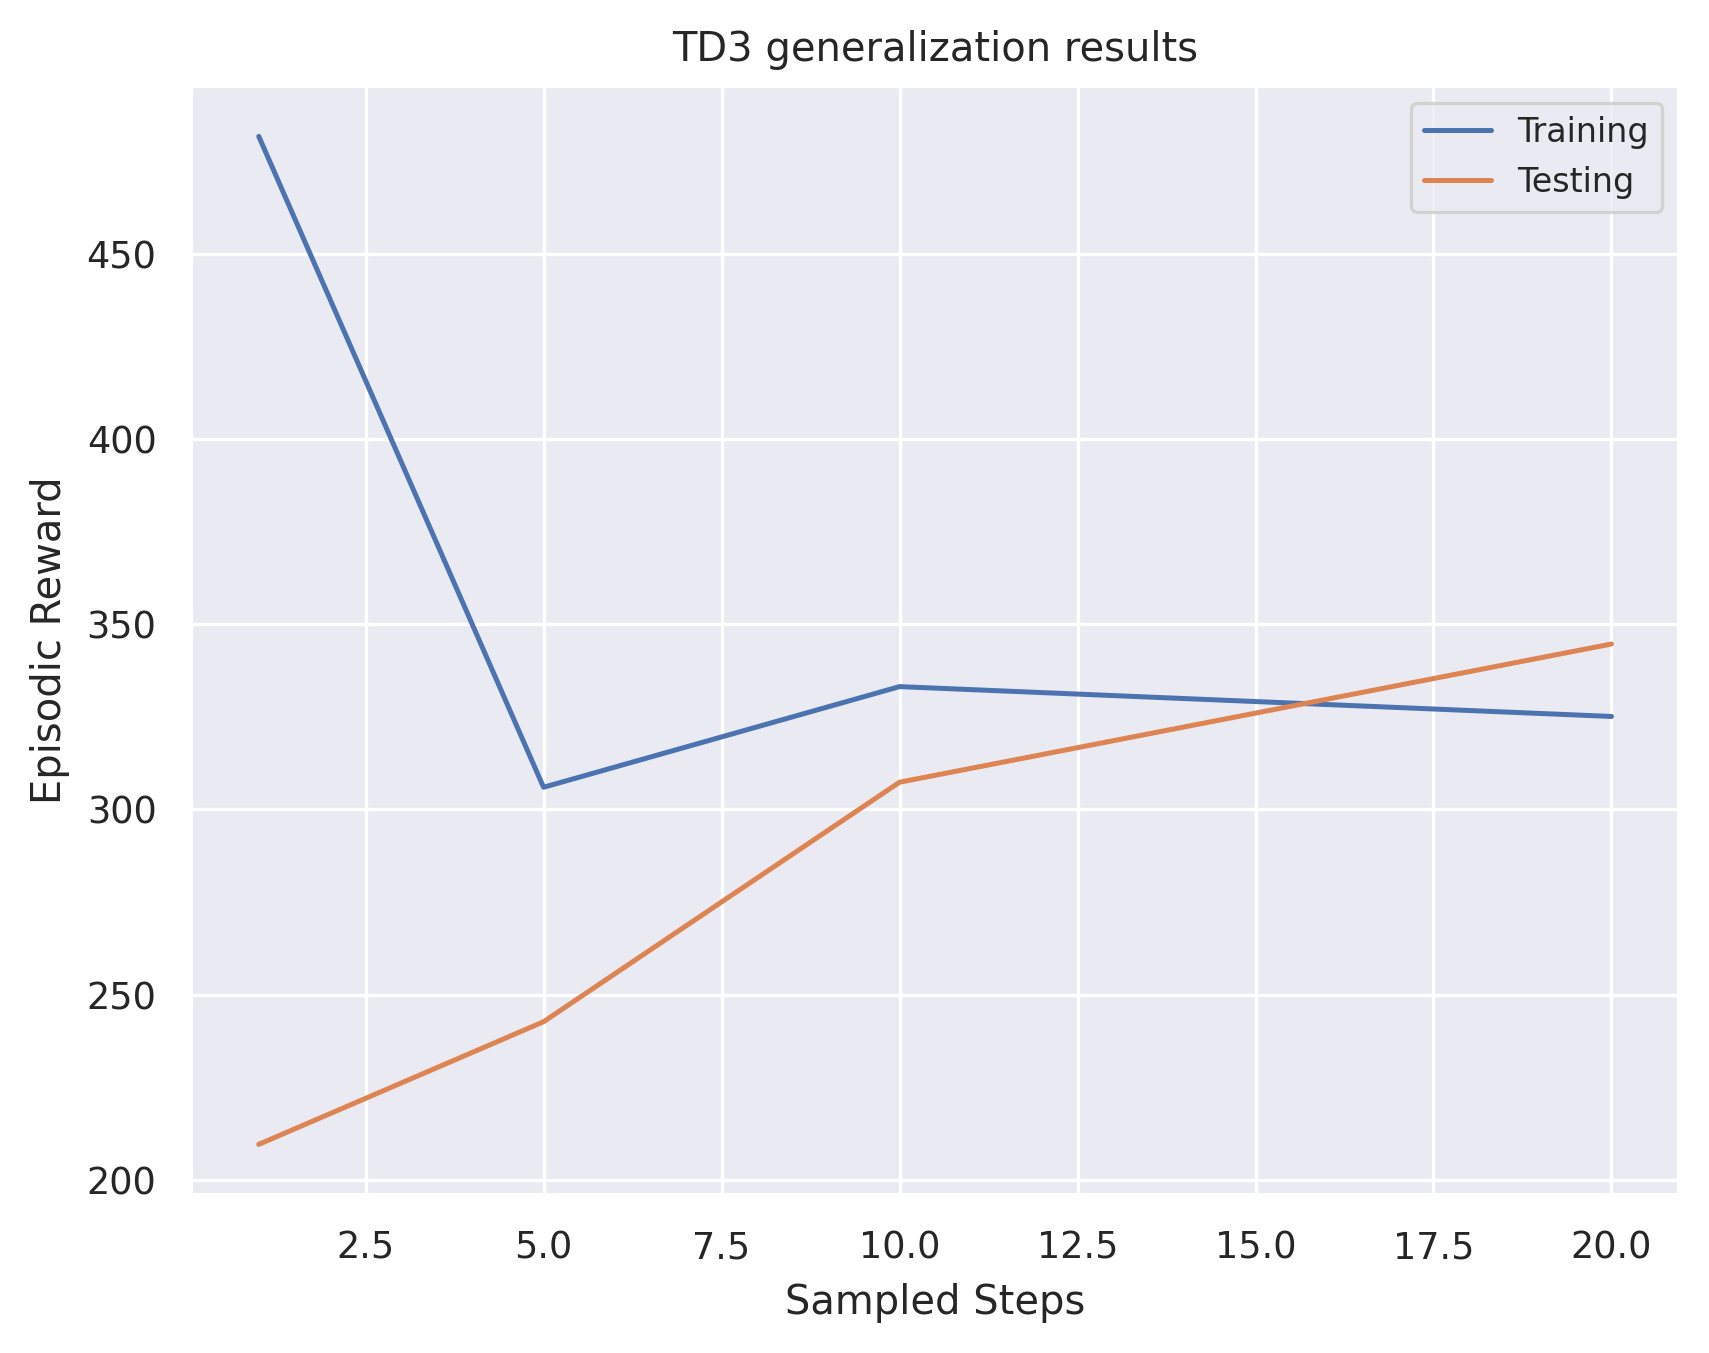 TD3 generalization results
Training
Testing
Episodic Reward
450
400
350
300
250
200
2.5 5.0 7.5 10.0 12.5 15.0 17.5 20.0
Sampled Steps